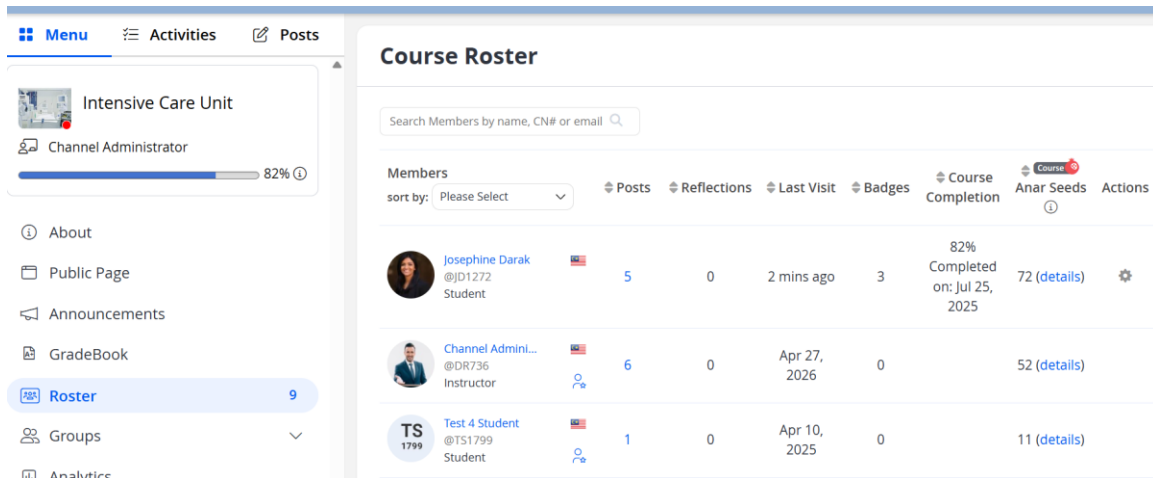 Menu
Activities
Posts
Intensive Care Unit
Channel Administrator
82%
About
Public Page
Announcements
GradeBook
Roster 9
Groups
Analytics
Course Roster
Search Members by name, CN# or email
Members
sort by: Please Select
Posts
Reflections
Last Visit
Badges
Course
Completion
Course
Anar Seeds
Actions
Josephine Darak
@JD1272
Student
5
0
2 mins ago
3
82%
Completed
on: Jul 25,
2025
72 (details)
Channel Admini...
@DR736
Instructor
6
0
Apr 27,
2026
0
52 (details)
TS
1799
Test 4 Student
@TS1799
Student
1
0
Apr 10,
2025
0
11 (details)